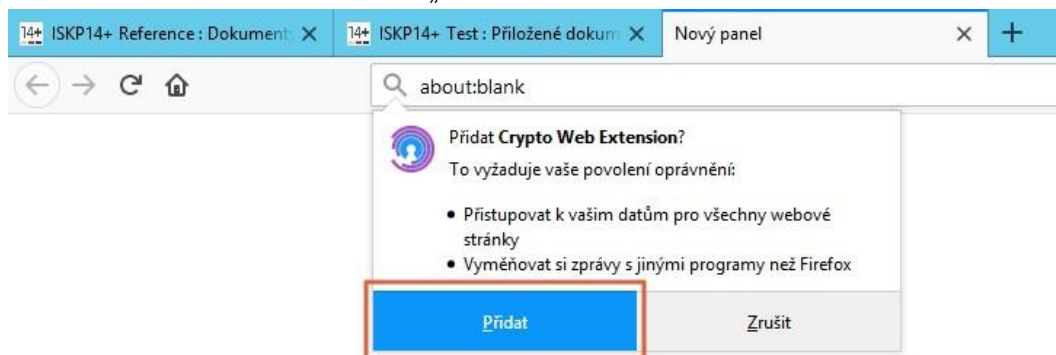 „
14+ ISKP14+ Reference : Dokument
14+ ISKP14+ Test : Přiložené dokum
Nový panel
about:blank
Přidat Crypto Web Extension?
To vyžaduje vaše povolení oprávnění:
• Přistupovat k vašim datům pro všechny webové
stránky
• Vyměňovat si zprávy s jinými programy než Firefox
Přidat
Zrušit